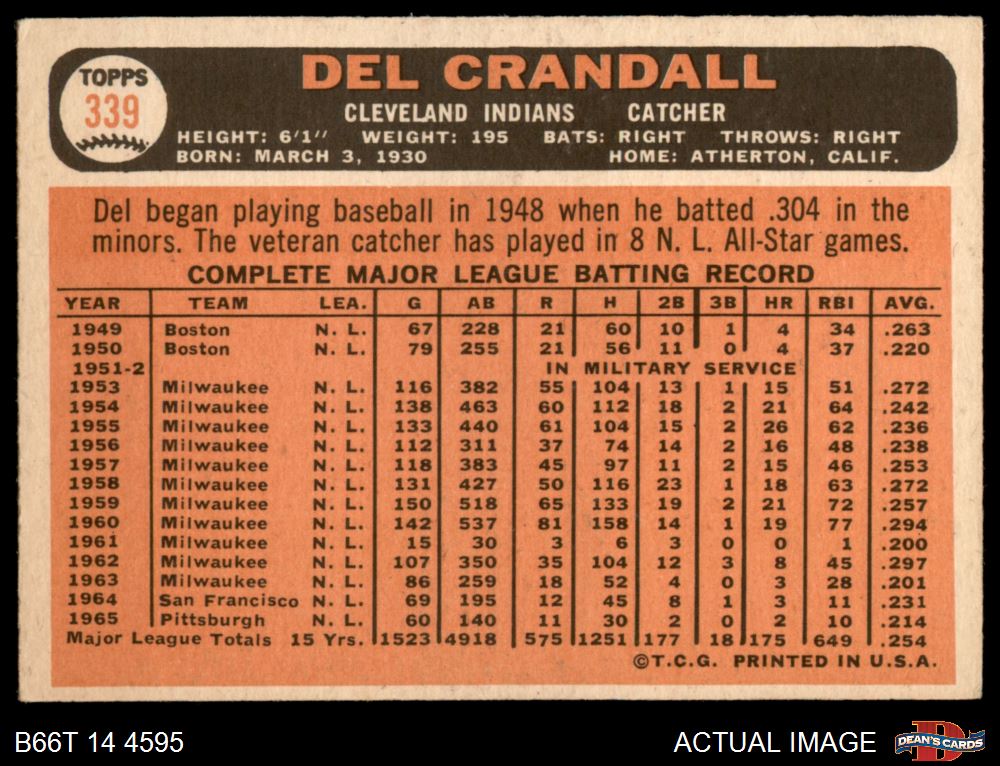 TOPPS
339
DEL CRANDALL
CLEVELAND INDIANS CATCHER
HEIGHT: 6'1" WEIGHT: 195 BATS: RIGHT THROWS: RIGHT
BORN: MARCH 3, 1930 HOME: ATHERTON, CALIF.
Del began playing baseball in 1948 when he batted .304 in the
minors. The veteran catcher has played in 8 N. L. All-Star games.
COMPLETE MAJOR LEAGUE BATTING RECORD
YEAR TEAM LEA. G AB R H 2B 3B HR RBI AVG.
1949 Boston N. L. 67 228 21 60 10 1 4 34 .263
1950 Boston N. L. 79 255 21 56 11 0 4 37 .220
1951-2 IN MILITARY SERVICE
1953 Milwaukee N. L. 116 382 55 104 13 1 15 51 .272
1954 Milwaukee N. L. 138 463 60 112 18 2 21 64 .242
1955 Milwaukee N. L. 133 440 61 104 15 2 26 62 .236
1956 Milwaukee N. L. 112 311 37 74 14 2 16 48 .238
1957 Milwaukee N. L. 118 383 45 97 11 2 15 46 .253
1958 Milwaukee N. L. 131 427 50 116 23 1 18 63 .272
1959 Milwaukee N. L. 150 518 65 133 19 2 21 72 .257
1960 Milwaukee N. L. 142 537 81 158 14 1 19 77 .294
1961 Milwaukee N. L. 15 30 3 6 3 0 0 1 .200
1962 Milwaukee N. L. 107 350 35 104 12 3 8 45 .297
1963 Milwaukee N. L. 86 259 18 52 4 0 3 28 .201
1964 San Francisco N. L. 69 195 12 45 8 1 3 11 .231
1965 Pittsburgh N. L. 60 140 11 30 2 0 2 10 .214
Major League Totals 15 Yrs. 1523 4918 575 1251 177 18 175 649 .254
©T.C.G. PRINTED IN U.S.A.
B66T 14 4595 ACTUAL IMAGE DEAN'S CARDS